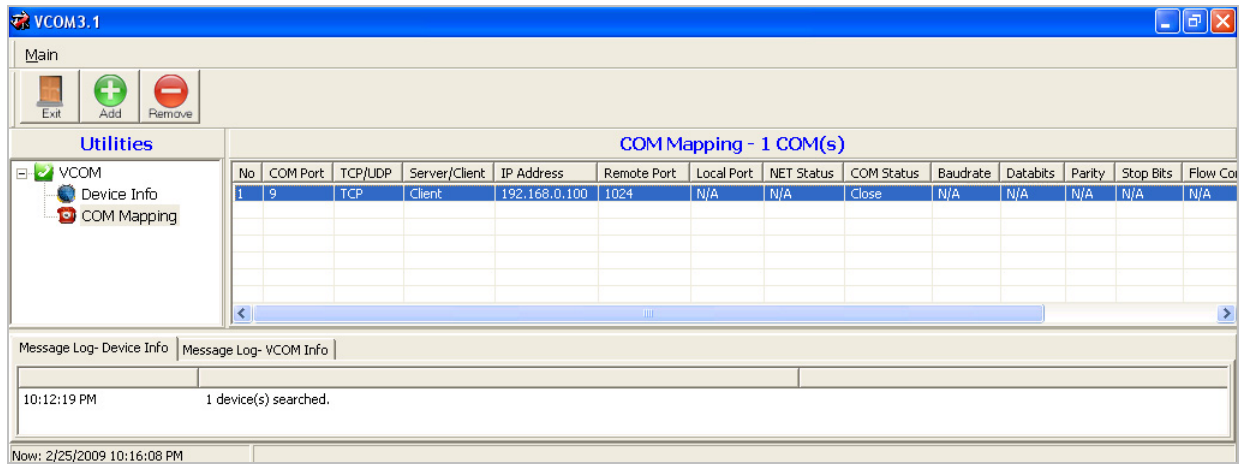 VCOM3.1
Main
Exit Add Remove
Utilities
COM Mapping - 1 COM(s)
VCOM
Device Info
COM Mapping
No COM Port TCP/UDP Server/Client IP Address Remote Port Local Port NET Status COM Status Baudrate Databits Parity Stop Bits Flow Co
1 9 TCP Client 192.168.0.100 1024 N/A N/A Close N/A N/A N/A N/A N/A
Message Log- Device Info Message Log- VCOM Info
10:12:19 PM 1 device(s) searched.
Now: 2/25/2009 10:16:08 PM